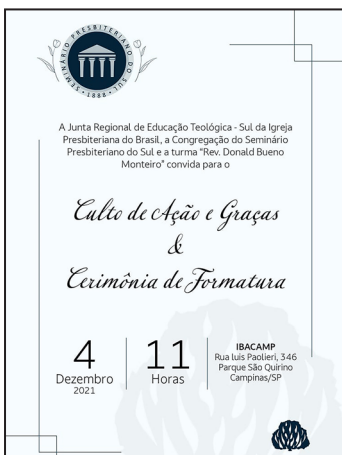 SEMINÁRIO PRESBITERIANO DO SUL
1888
A Junta Regional de Educação Teológica - Sul da Igreja
Presbiteriana do Brasil, a Congregação do Seminário
Presbiteriano do Sul e a turma “Rev. Donald Bueno
Monteiro” convida para o
Culto de Ação e Graças
&
Cerimônia de Formatura
4
Dezembro
2021
11
Horas
IBACAMP
Rua luis Paolieri, 346
Parque São Quirino
Campinas/SP